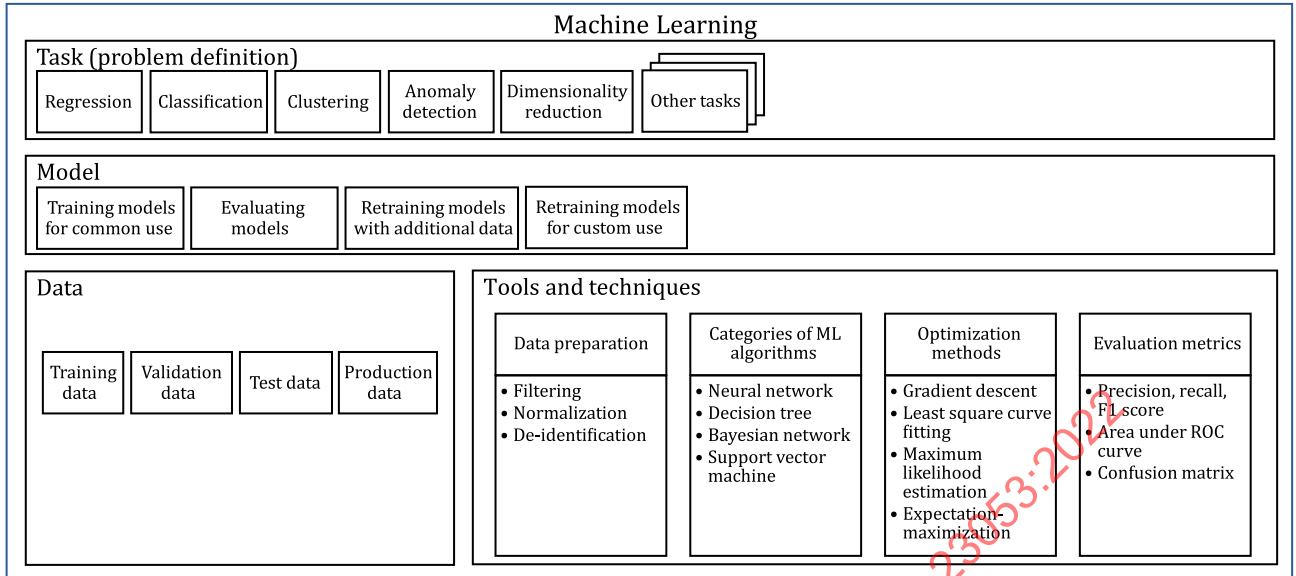 Machine Learning
Task (problem definition)
Regression
Classification
Clustering
Anomaly
detection
Dimensionality
reduction
Other tasks
Model
Training models
for common use
Evaluating
models
Retraining models
with additional data
Retraining models
for custom use
Data
Training
data
Validation
data
Test data
Production
data
Tools and techniques
Data preparation
• Filtering
• Normalization
• De-identification
Categories of ML
algorithms
• Neural network
• Decision tree
• Bayesian network
• Support vector
machine
Optimization
methods
• Gradient descent
• Least square curve
fitting
• Maximum
likelihood
estimation
• Expectation-
maximization
Evaluation metrics
• Precision, recall,
F1 score
• Area under ROC
curve
• Confusion matrix
23053:2022